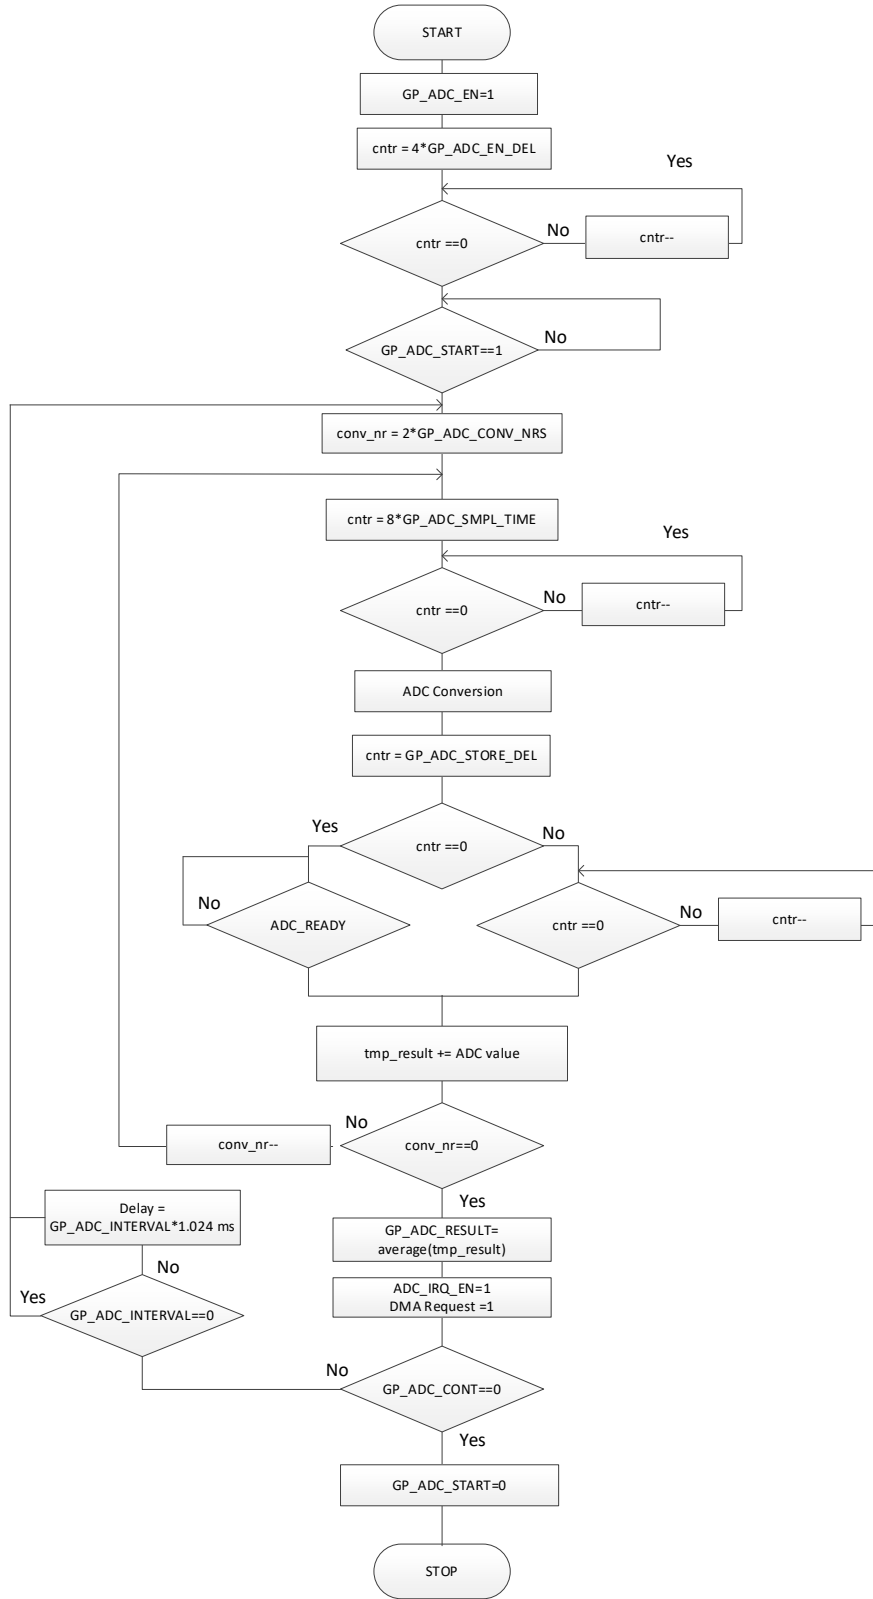 START
GP_ADC_EN=1
cntr = 4*GP_ADC_EN_DEL
Yes
cntr ==0
No
cntr--
GP_ADC_START==1
No
conv_nr = 2*GP_ADC_CONV_NRS
cntr = 8*GP_ADC_SMPL_TIME
Yes
cntr ==0
No
cntr--
ADC Conversion
cntr = GP_ADC_STORE_DEL
Yes
cntr ==0
No
No
ADC_READY
cntr ==0
No
cntr--
tmp_result += ADC value
conv_nr--
No
conv_nr==0
Yes
Delay =
GP_ADC_INTERVAL*1.024 ms
GP_ADC_RESULT=
average(tmp_result)
No
Yes
GP_ADC_INTERVAL==0
ADC_IRQ_EN=1
DMA Request =1
No
GP_ADC_CONT==0
Yes
GP_ADC_START=0
STOP